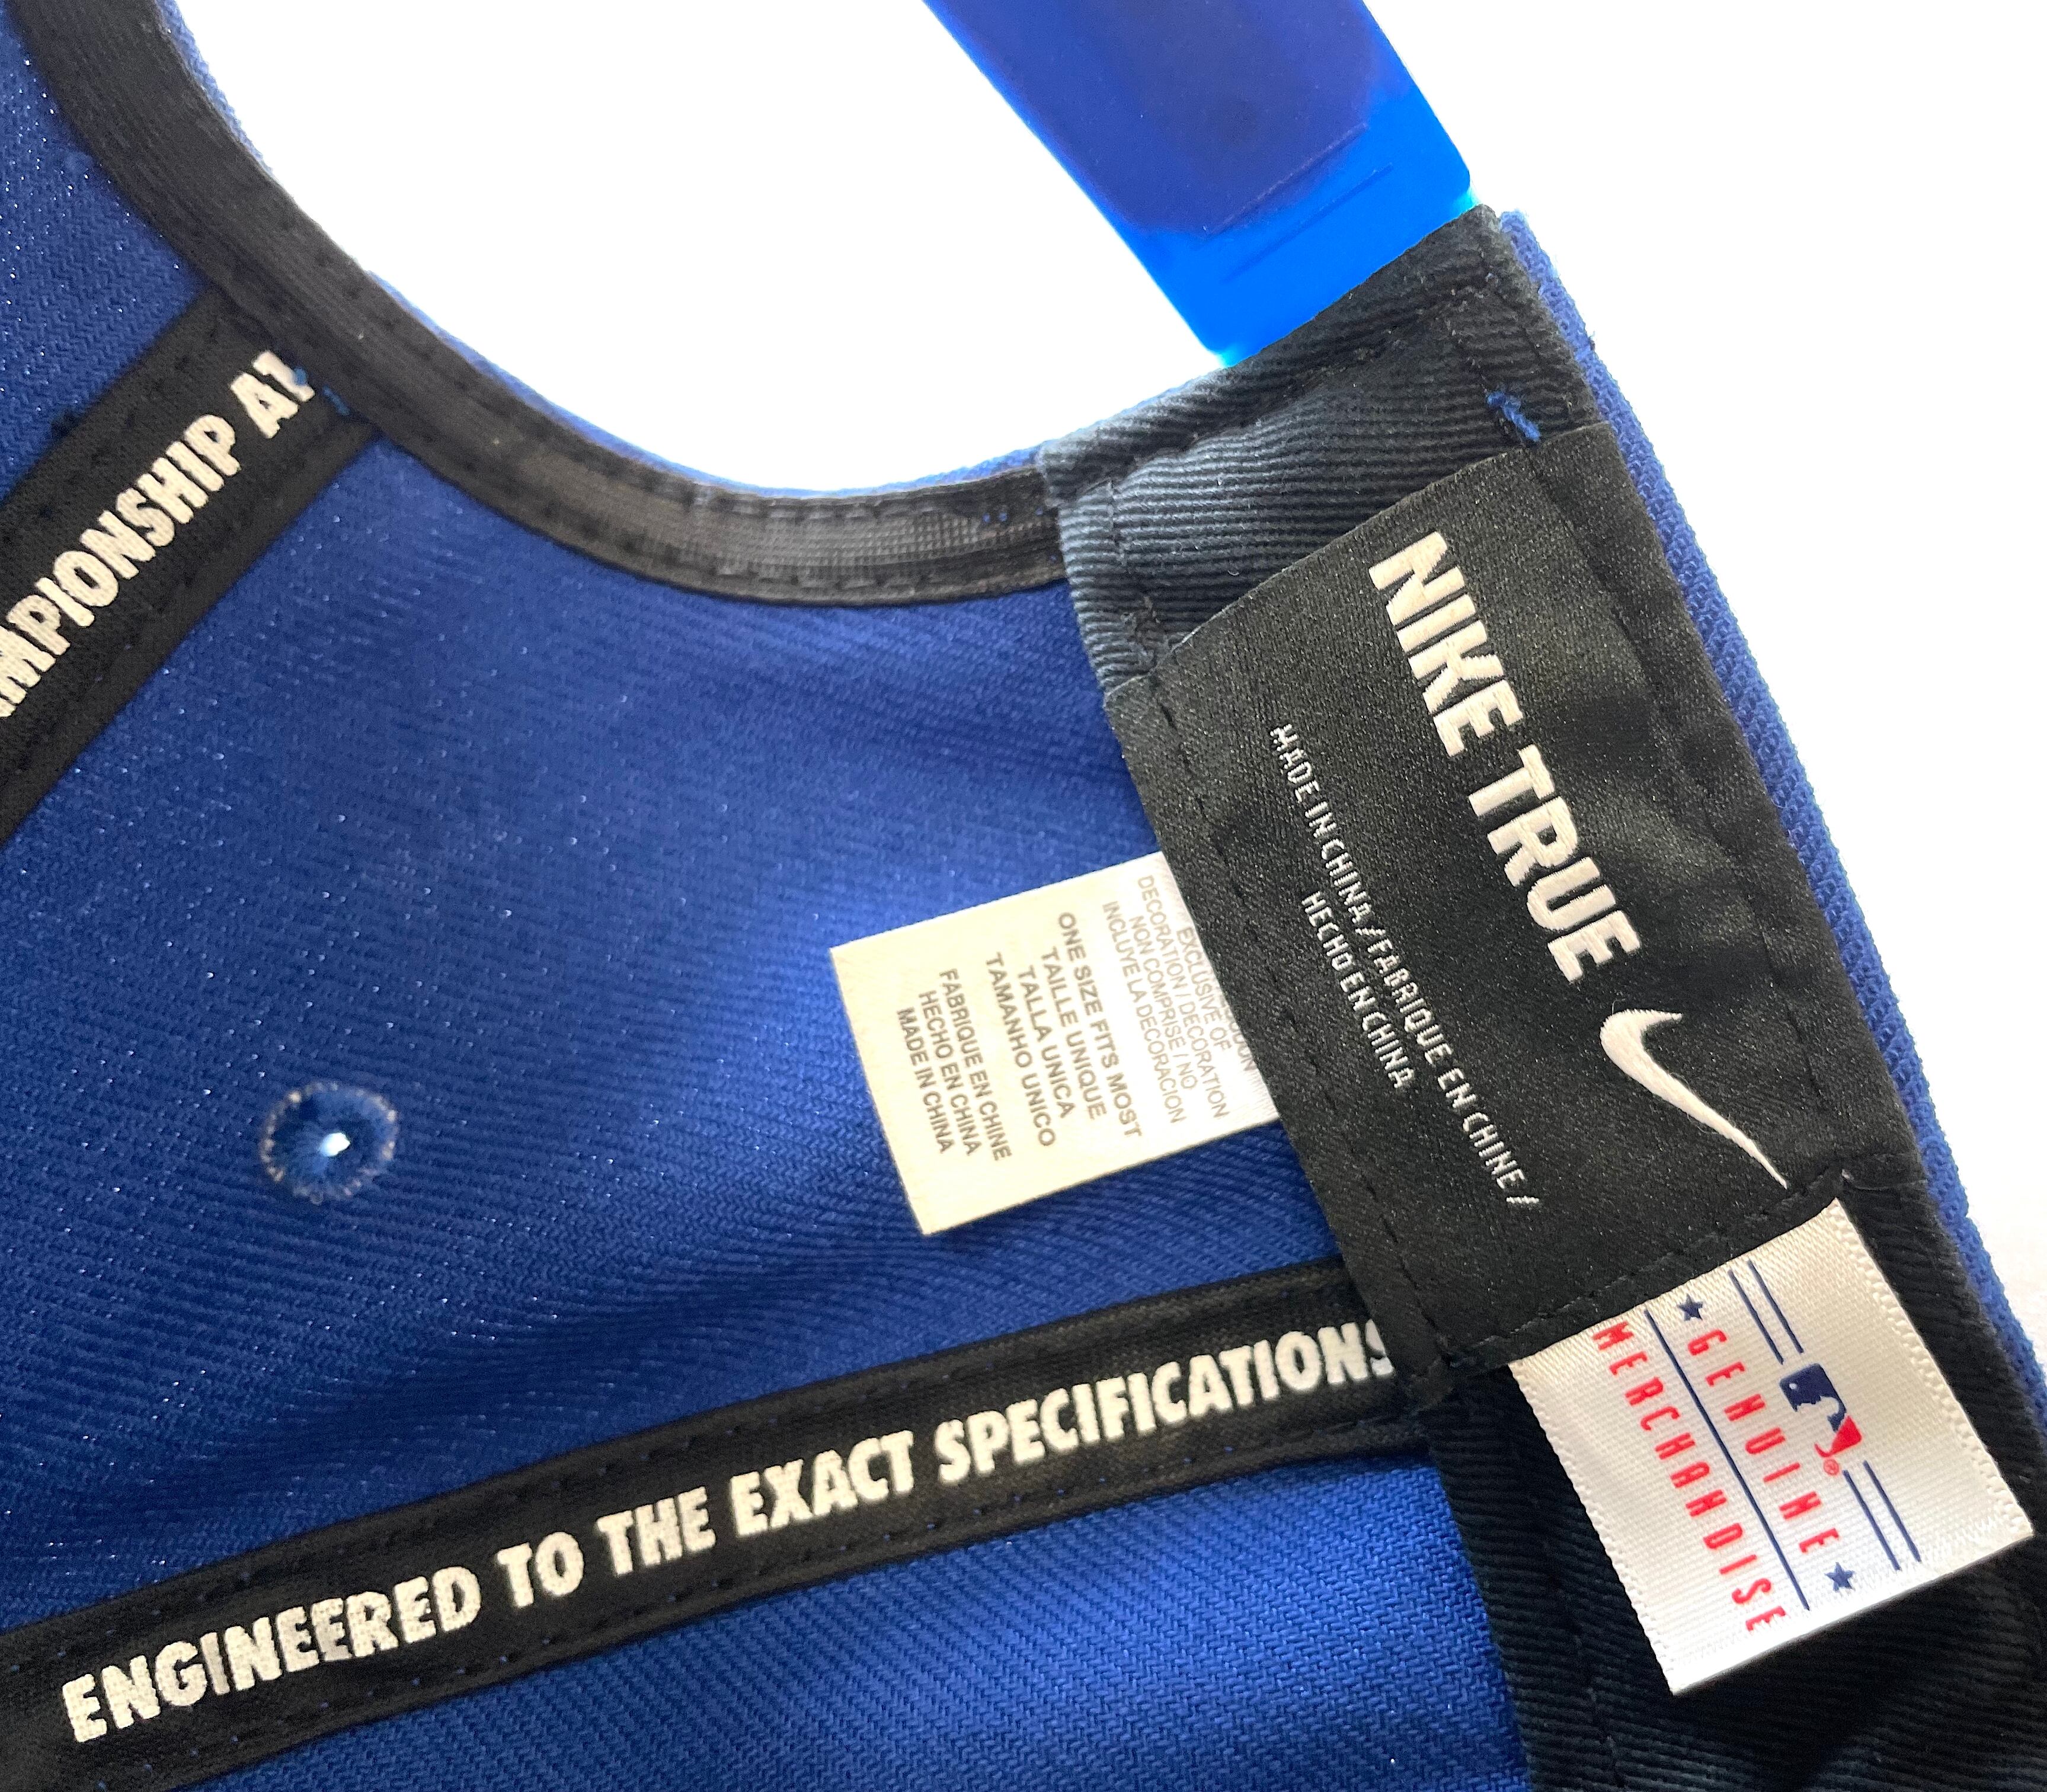 MPIONSHIP
ENGINEERED TO THE EXACT SPECIFICATIONS
NIKE TRUE
MADE IN CHINA / FABRIQUE EN CHINE /
HECHO EN CHINA
EXCLUSIVE OF
DECORATION / DECORATION
NON COMPRISE / NO
INCLUYE LA DECORACION
ONE SIZE FITS MOST
TAILLE UNIQUE
TALLA UNICA
TAMANHO UNICO
FABRIQUE EN CHINE
HECHO EN CHINA
MADE IN CHINA
GENUINE
MERCHANDISE